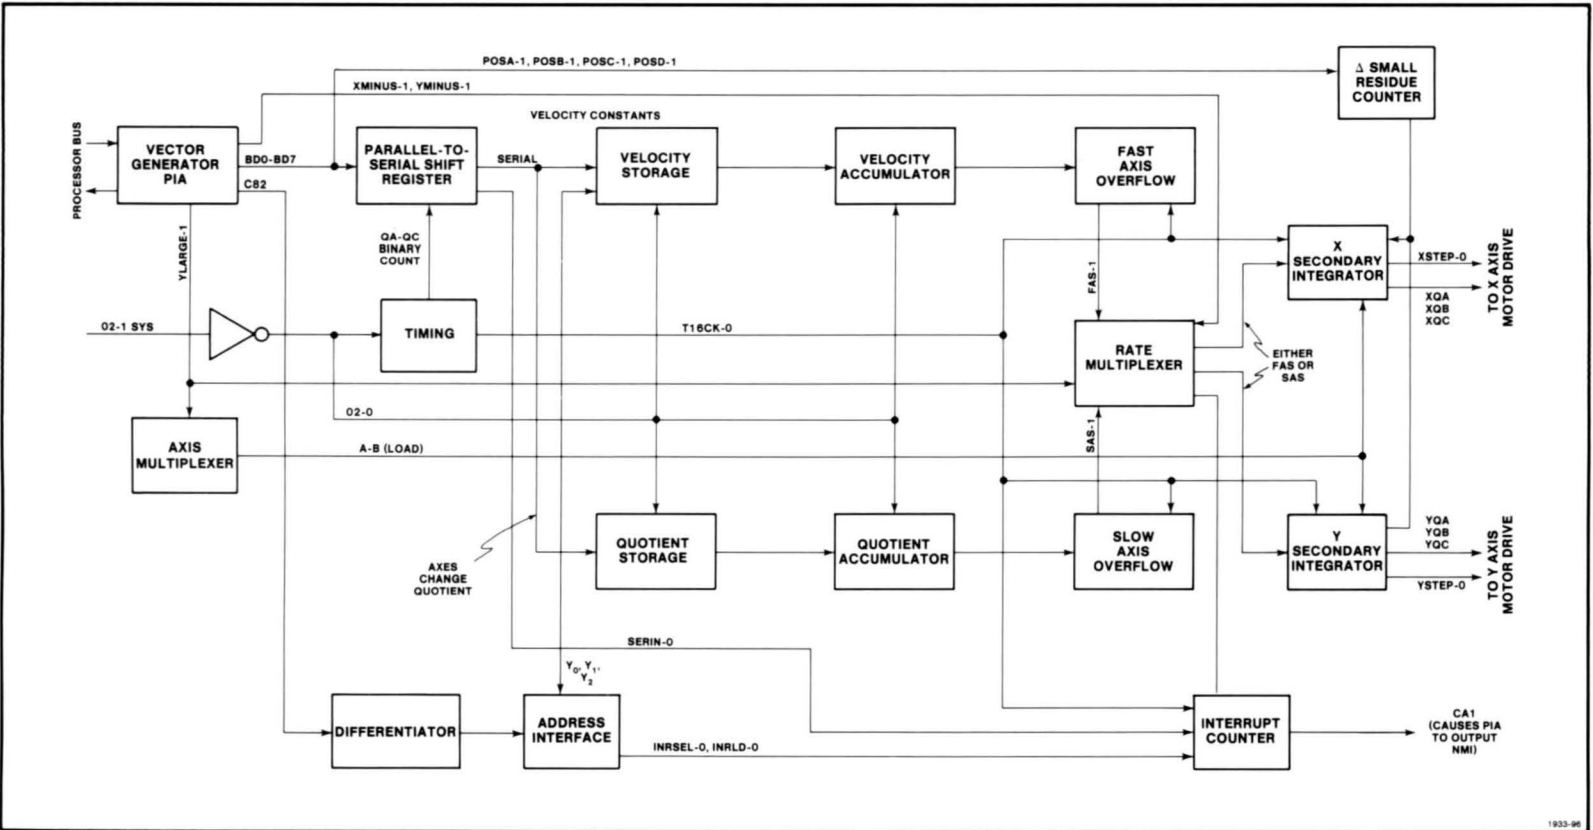 POSA-1, POSB-1, POSC-1, POSD-1
Δ SMALL
RESIDUE
COUNTER
XMINUS-1, YMINUS-1
VELOCITY CONSTANTS
PROCESSOR BUS
VECTOR
GENERATOR
PIA
BD0-BD7
C82
PARALLEL-TO-
SERIAL SHIFT
REGISTER
SERIAL
VELOCITY
STORAGE
VELOCITY
ACCUMULATOR
FAST
AXIS
OVERFLOW
YLARGE-1
QA-QC
BINARY
COUNT
FAS-1
X
SECONDARY
INTEGRATOR
XSTEP-0
XQA
XQB
XQC
TO X AXIS
MOTOR DRIVE
02-1 SYS
TIMING
T16CK-0
RATE
MULTIPLEXER
EITHER
FAS OR
SAS
02-0
SAS-1
AXIS
MULTIPLEXER
A-B (LOAD)
AXES
CHANGE
QUOTIENT
QUOTIENT
STORAGE
QUOTIENT
ACCUMULATOR
SLOW
AXIS
OVERFLOW
Y
SECONDARY
INTEGRATOR
YQA
YQB
YQC
YSTEP-0
TO Y AXIS
MOTOR DRIVE
SERIN-0
Y0, Y1,
Y2
DIFFERENTIATOR
ADDRESS
INTERFACE
INRSEL-0, INRLD-0
INTERRUPT
COUNTER
CA1
(CAUSES PIA
TO OUTPUT
NMI)
1933-96